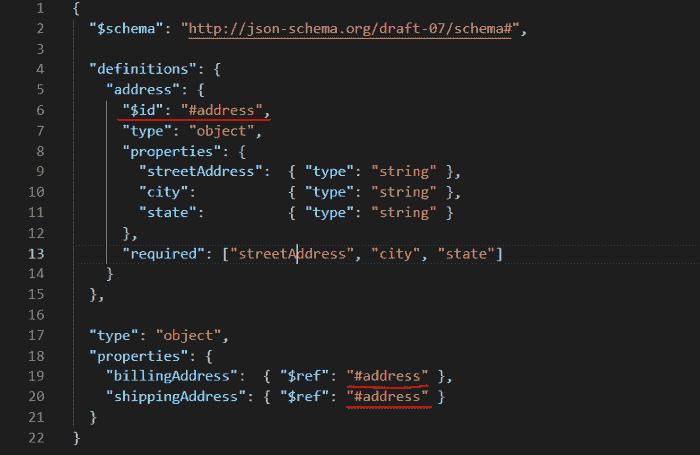 1 {
2   "$schema": "http://json-schema.org/draft-07/schema#",
3
4   "definitions": {
5     "address": {
6       "$id": "#address",
7       "type": "object",
8       "properties": {
9         "streetAddress":  { "type": "string" },
10         "city":           { "type": "string" },
11         "state":          { "type": "string" }
12       },
13       "required": ["streetAddress", "city", "state"]
14     }
15   },
16
17   "type": "object",
18   "properties": {
19     "billingAddress":  { "$ref": "#address" },
20     "shippingAddress": { "$ref": "#address" }
21   }
22 }